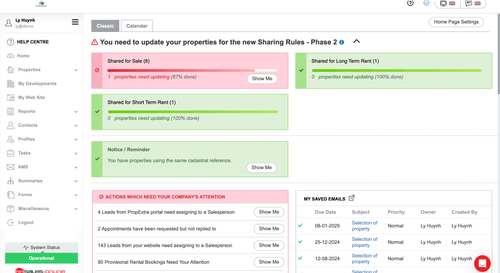 Ly Huynh
HELP CENTRE
Home
Properties
My Developments
My Web Site
Reports
Contacts
Profiles
Tasks
AMS
Summaries
Forms
Miscellaneous
Logout
System Status
Operational
Classic
Calendar
Home Page Settings
You need to update your properties for the new Sharing Rules - Phase 2
Shared for Sale (8)
1 properties need updating (87% done)
Show Me
Shared for Long Term Rent (1)
0 properties need updating (100% done)
Shared for Short Term Rent (1)
0 properties need updating (100% done)
Notice / Reminder
You have properties using the same cadastral reference.
Show Me
ACTIONS WHICH NEED YOUR COMPANY'S ATTENTION
4 Leads from PropExtra portal need assigning to a Salesperson Show Me
2 Appointments have been requested but not replied to Show Me
143 Leads from your website need assigning to a Salesperson Show Me
80 Provisional Rental Bookings Need Your Attention Show Me
MY SAVED EMAILS
Due Date Subject Priority Owner Created By
08-01-2025 Selection of property Normal Ly Huynh Ly Huynh
25-12-2024 Selection of property Normal Ly Huynh Ly Huynh
12-08-2024 Selection of property Normal Ly Huynh Ly Huynh